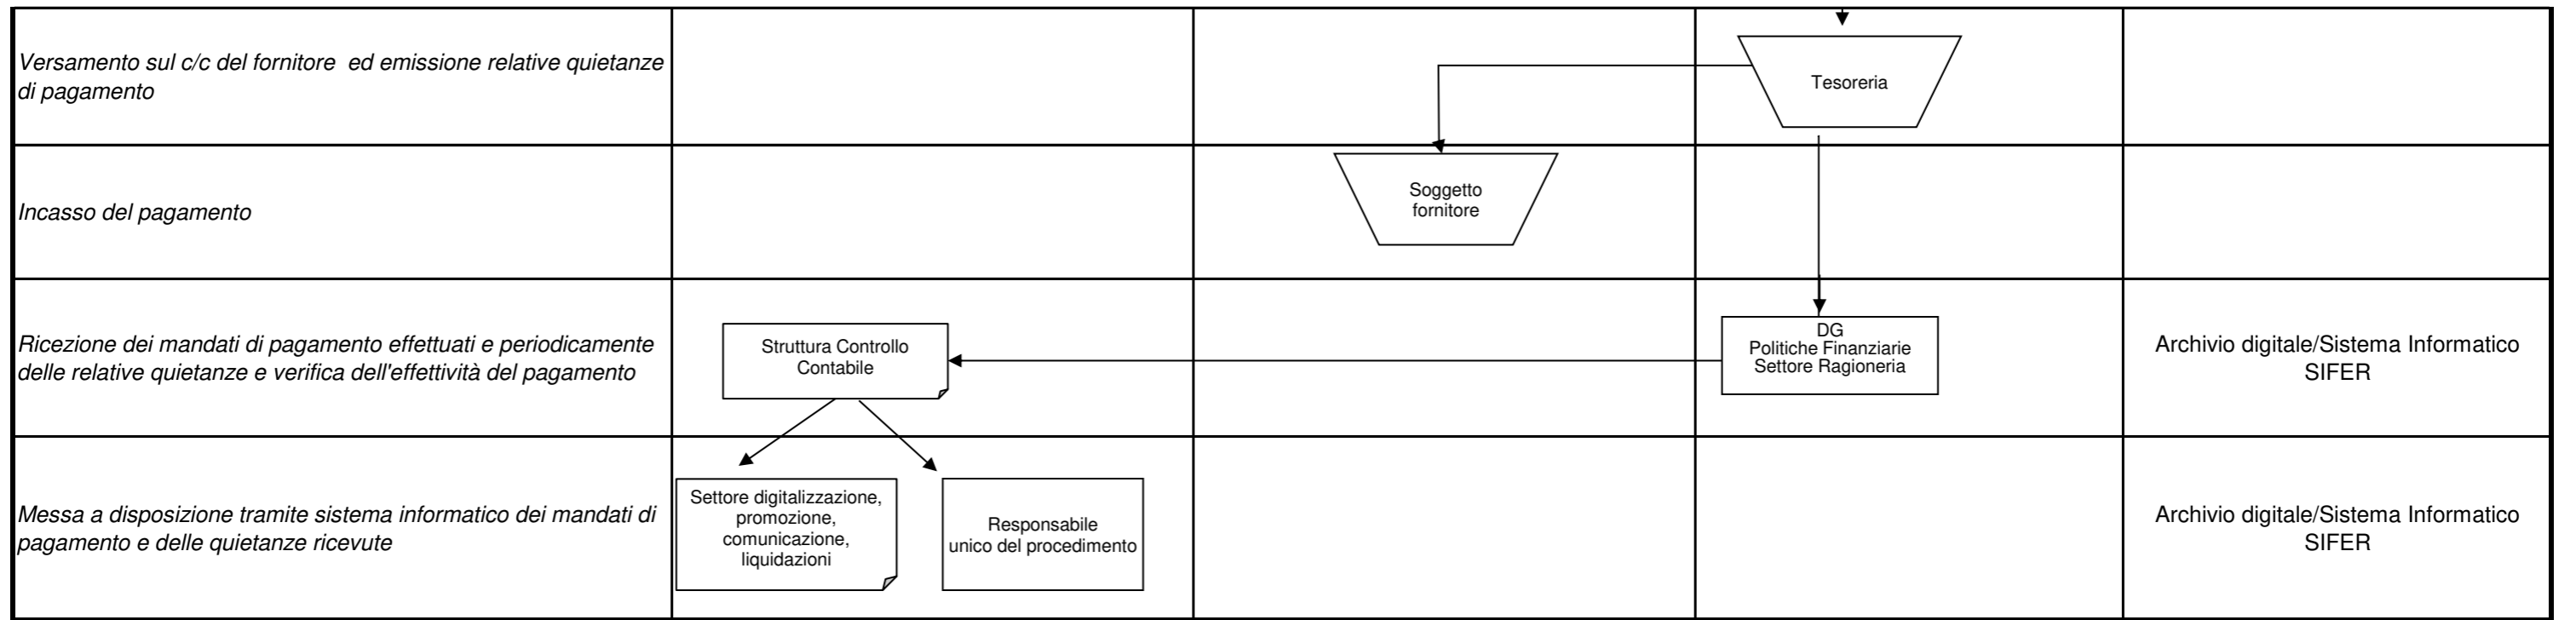 Versamento sul c/c del fornitore  ed emissione relative quietanze
di pagamento
Tesoreria
Incasso del pagamento
Soggetto
fornitore
Ricezione dei mandati di pagamento effettuati e periodicamente
delle relative quietanze e verifica dell'effettività del pagamento
Struttura Controllo
Contabile
DG
Politiche Finanziarie
Settore Ragioneria
Archivio digitale/Sistema Informatico
SIFER
Messa a disposizione tramite sistema informatico dei mandati di
pagamento e delle quietanze ricevute
Settore digitalizzazione,
promozione,
comunicazione,
liquidazioni
Responsabile
unico del procedimento
Archivio digitale/Sistema Informatico
SIFER